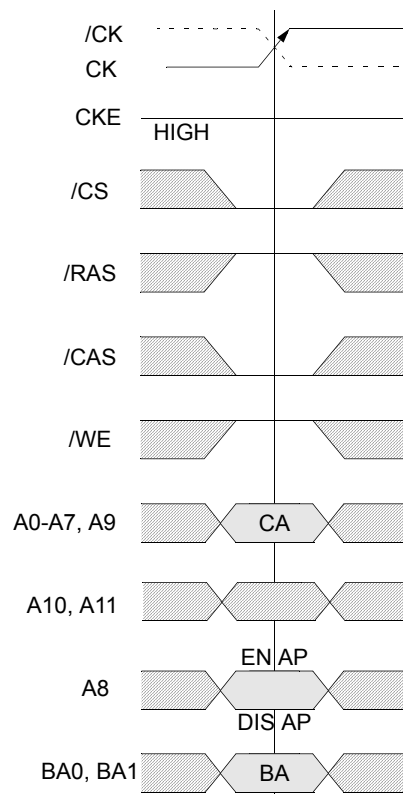 /CK
CK
CKE
HIGH
/CS
/RAS
/CAS
/WE
A0-A7, A9
CA
A10, A11
EN AP
A8
DIS AP
BA0, BA1
BA